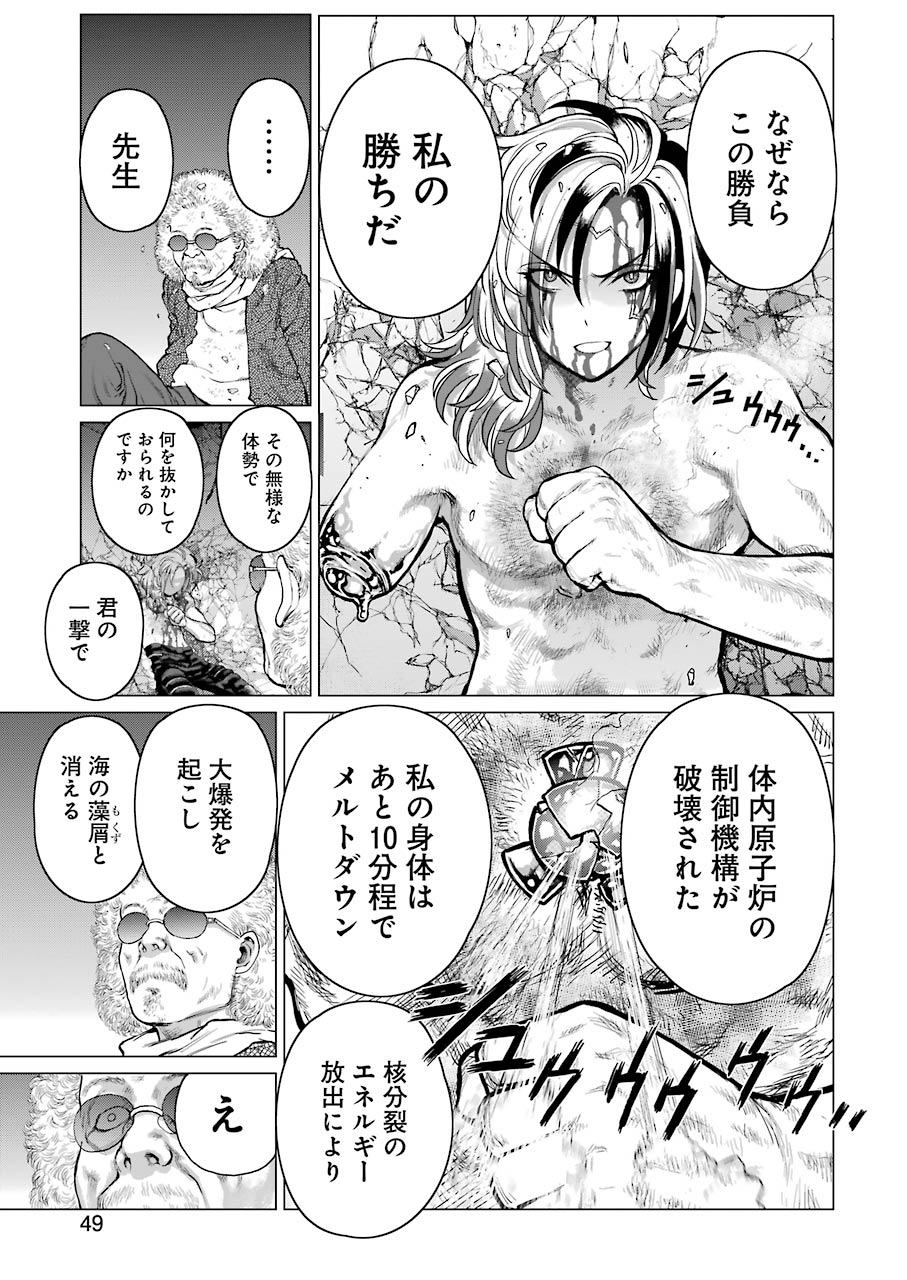 なぜなら
この勝負
私の
勝ちだ
シュウウウ…
……
先生
その無様な
体勢で
何を抜かして
おられるの
ですか
君の
一撃で
体内原子炉の
制御機構が
破壊された
私の身体は
あと10分程で
メルトダウン
シュウウウウ
核分裂の
エネルギー
放出により
大爆発を
起こし
海の藻屑と
もくず
消える
え
49